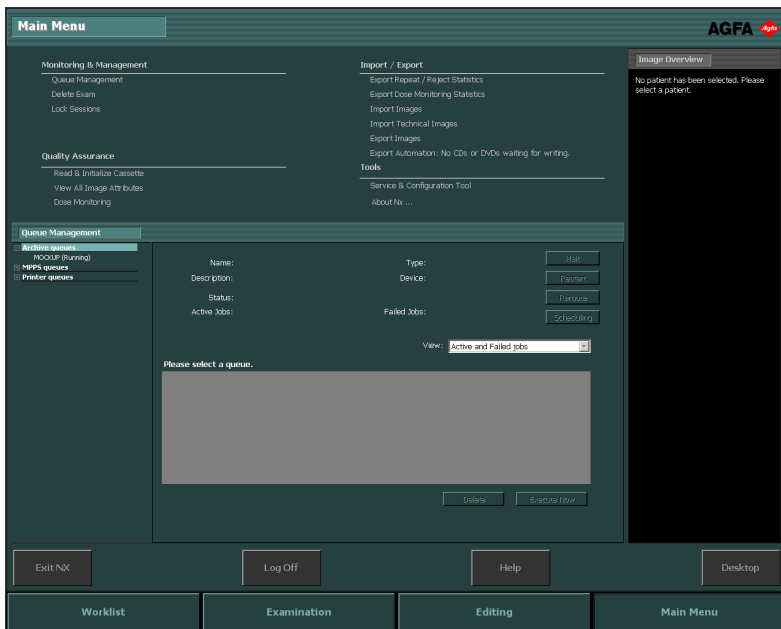 Main Menu
AGFA
Agfa
Monitoring & Management
Queue Management
Delete Exam
Lock Sessions
Quality Assurance
Read & Initialize Cassette
View All Image Attributes
Dose Monitoring
Import / Export
Export Repeat / Reject Statistics
Export Dose Monitoring Statistics
Import Images
Import Technical Images
Export Images
Export Automation: No CDs or DVDs waiting for writing.
Tools
Service & Configuration Tool
About Nx ...
Image Overview
No patient has been selected. Please
select a patient.
Queue Management
Archive queues
MOCKUP (Running)
MPPS queues
Printer queues
Name:
Type:
Halt
Description:
Device:
Restart
Status:
Reroute
Active Jobs:
Failed Jobs:
Scheduling
View: Active and Failed jobs
Please select a queue.
Delete
Execute Now
Exit NX
Log Off
Help
Desktop
Worklist
Examination
Editing
Main Menu